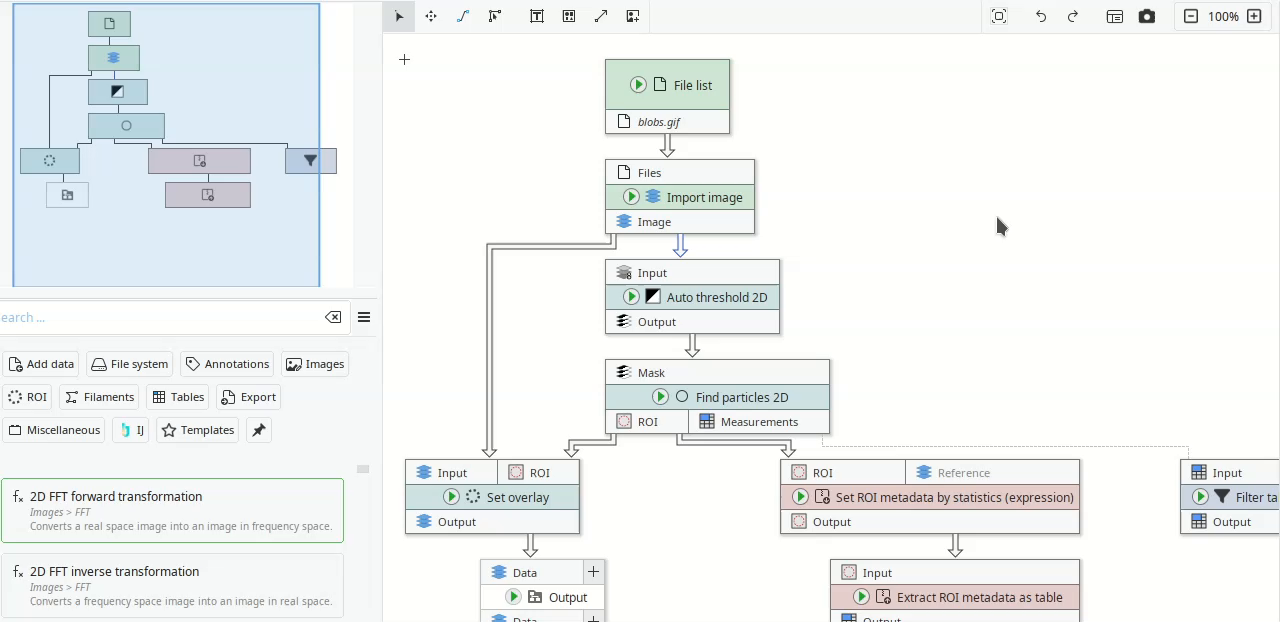 100%
File list
blobs.gif
Files
Import image
Image
Input
Auto threshold 2D
Output
Mask
Find particles 2D
ROI
Measurements
Input
ROI
Set overlay
Output
ROI
Reference
Set ROI metadata by statistics (expression)
Output
Input
Filter ta
Output
Data
Output
Data
Input
Extract ROI metadata as table
Output
earch ...
Add data
File system
Annotations
Images
ROI
Filaments
Tables
Export
Miscellaneous
IJ
Templates
2D FFT forward transformation
Images > FFT
Converts a real space image into an image in frequency space.
2D FFT inverse transformation
Images > FFT
Converts a frequency space image into an image in real space.